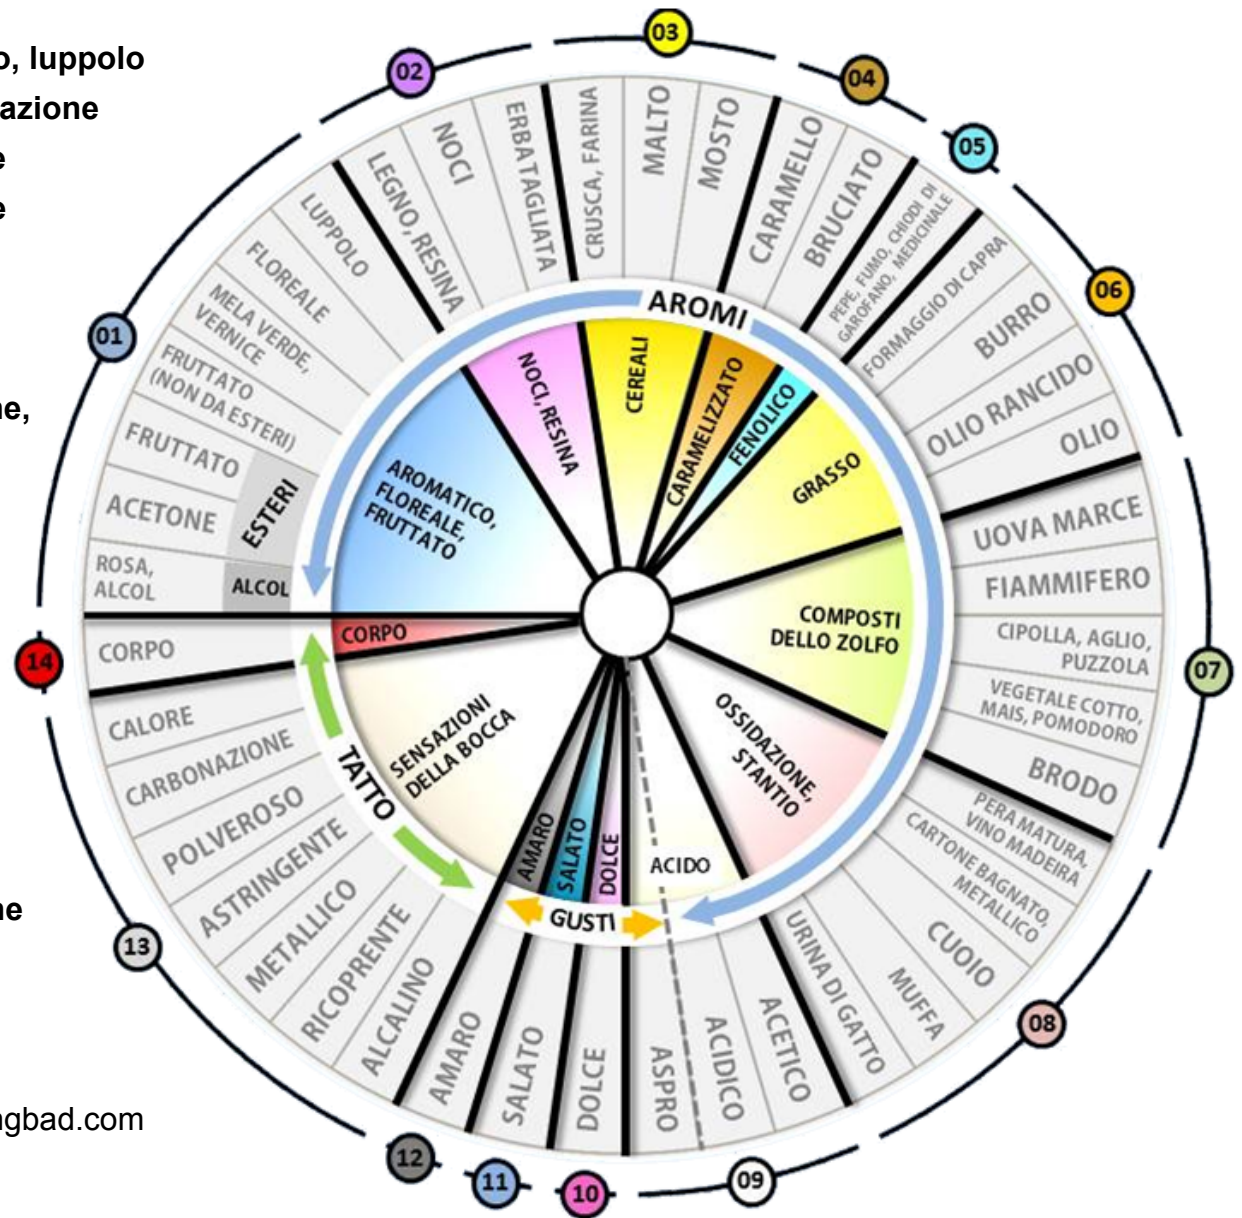 o, luppolo
azione
e
e
ne,
ne
ngbad.com
01
02
03
04
05
06
07
08
09
10
11
12
13
14
AROMI
TATTO
GUSTI
ROSA,
ALCOL
ALCOL
ACETONE
FRUTTATO
ESTERI
FRUTTATO
(NON DA ESTERI)
MELA VERDE,
VERNICE
FLOREALE
LUPPOLO
LEGNO, RESINA
NOCI
ERBA TAGLIATA
CRUSCA, FARINA
MALTO
MOSTO
CARAMELLO
BRUCIATO
PEPE, FUMO, CHIODI DI
GAROFANO, MEDICINALE
FORMAGGIO DI CAPRA
BURRO
OLIO RANCIDO
OLIO
UOVA MARCE
FIAMMIFERO
CIPOLLA, AGLIO,
PUZZOLA
VEGETALE COTTO,
MAIS, POMODORO
BRODO
PERA MATURA,
VINO MADEIRA
CARTONE BAGNATO,
METALLICO
CUOIO
MUFFA
URINA DI GATTO
ACETICO
ACIDICO
ASPRO
DOLCE
SALATO
AMARO
ALCALINO
RICOPRENTE
METALLICO
ASTRINGENTE
POLVEROSO
CARBONAZIONE
CALORE
CORPO
AROMATICO,
FLOREALE,
FRUTTATO
NOCI, RESINA
CEREALI
CARAMELIZZATO
FENOLICO
GRASSO
COMPOSTI
DELLO ZOLFO
OSSIDAZIONE,
STANTIO
ACIDO
DOLCE
SALATO
AMARO
SENSAZIONI
DELLA BOCCA
CORPO